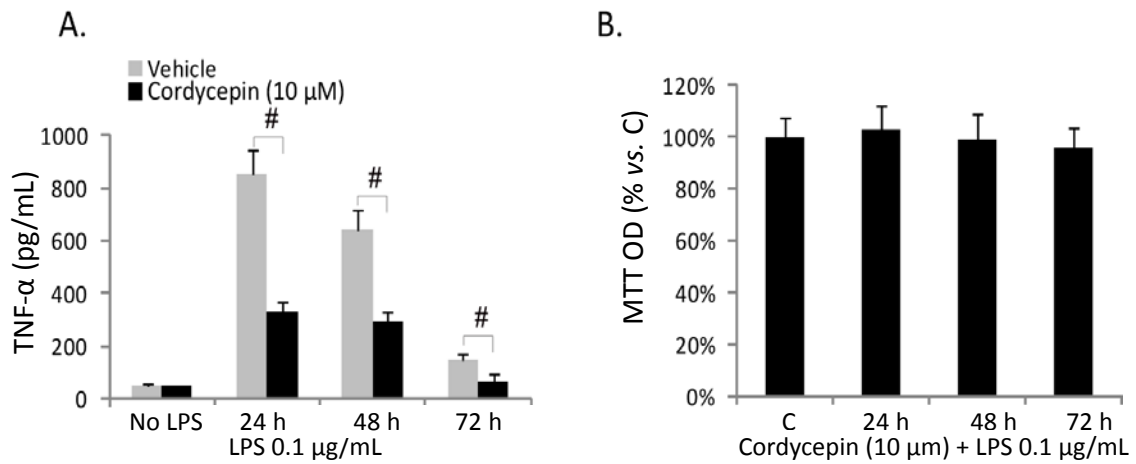 A.
Vehicle
Cordycepin (10 μM)
TNF-α (pg/mL)
1000
800
600
400
200
0
#
#
#
No LPS 24 h 48 h 72 h
LPS 0.1 μg/mL
B.
MTT OD (% vs. C)
120%
100%
80%
60%
40%
20%
0%
C 24 h 48 h 72 h
Cordycepin (10 μm) + LPS 0.1 μg/mL